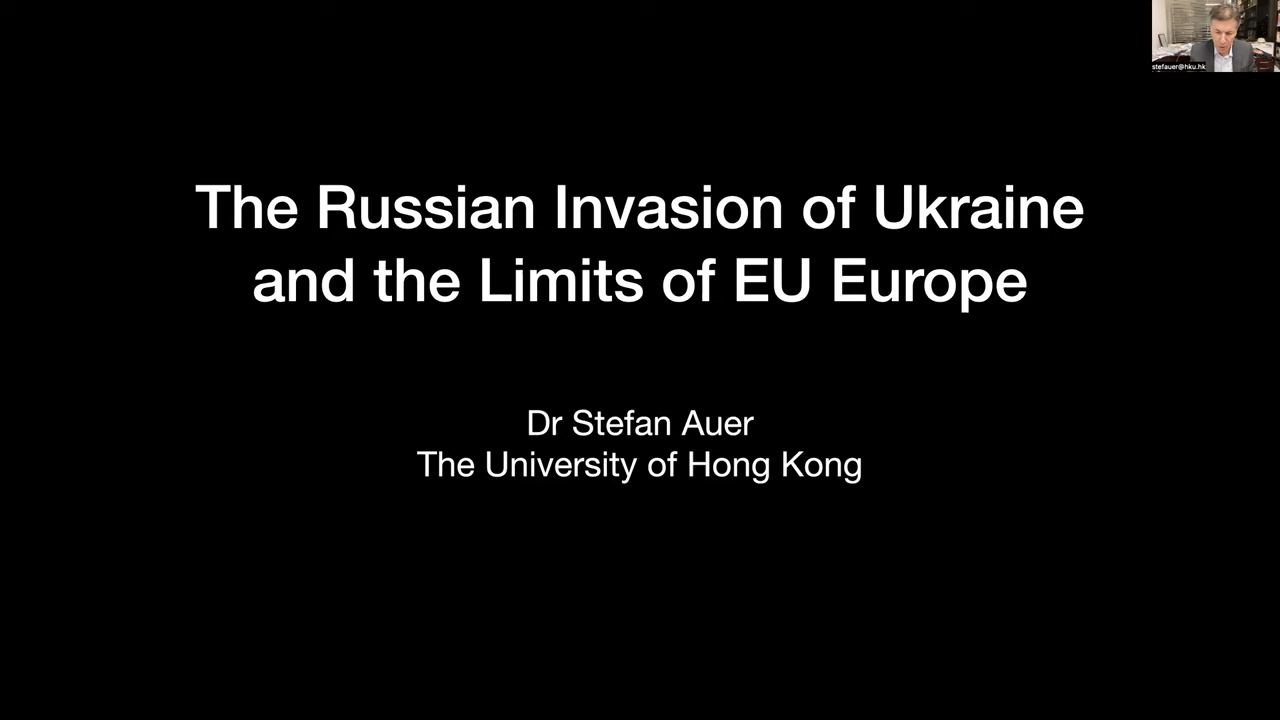 stefauer@hku.hk
The Russian Invasion of Ukraine
and the Limits of EU Europe
Dr Stefan Auer
The University of Hong Kong